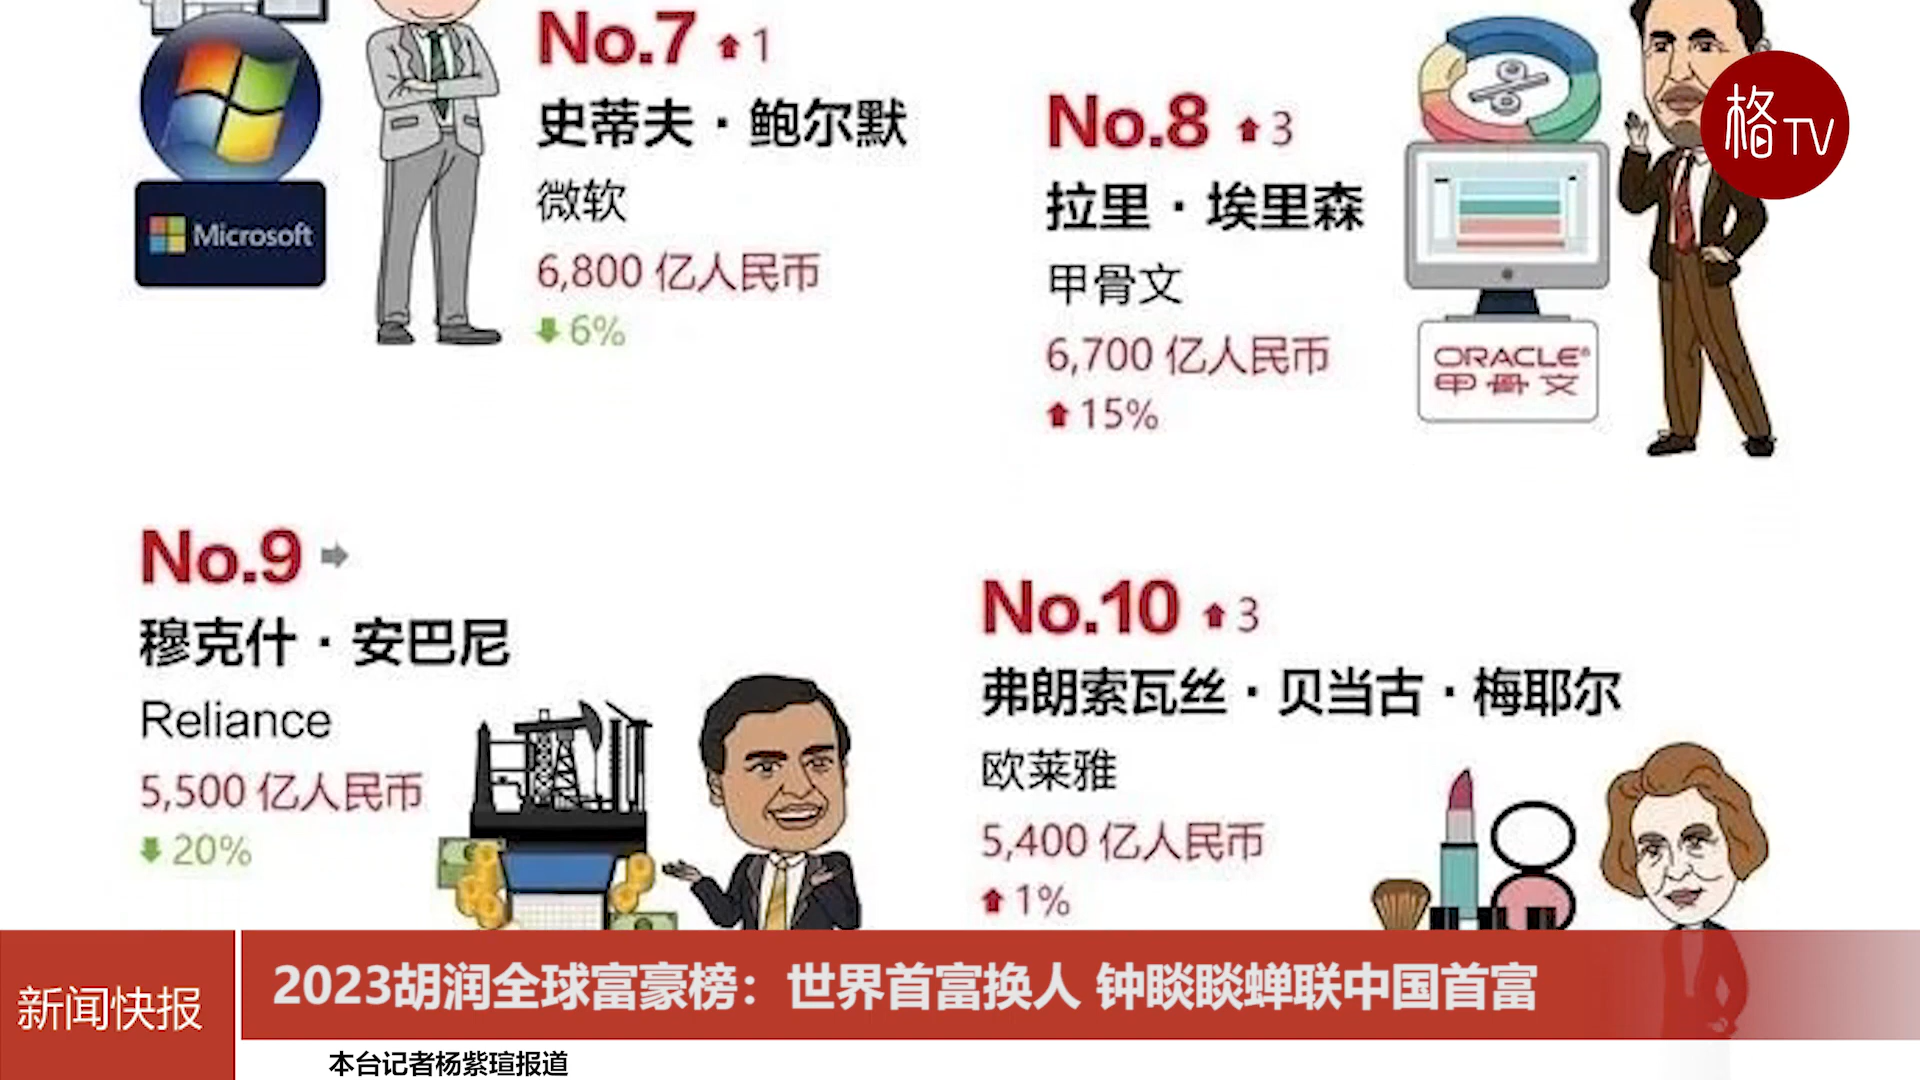 No.7 1
史蒂夫·鲍尔默
微软
6,800 亿人民币
6%
Microsoft
No.8 3
拉里·埃里森
甲骨文
6,700 亿人民币
15%
%
ORACLE®
甲骨文
格TV
No.9
穆克什·安巴尼
Reliance
5,500 亿人民币
20%
No.10 3
弗朗索瓦丝·贝当古·梅耶尔
欧莱雅
5,400 亿人民币
1%
新闻快报
2023胡润全球富豪榜：世界首富换人 钟睒睒蝉联中国首富
本台记者杨紫瑄报道